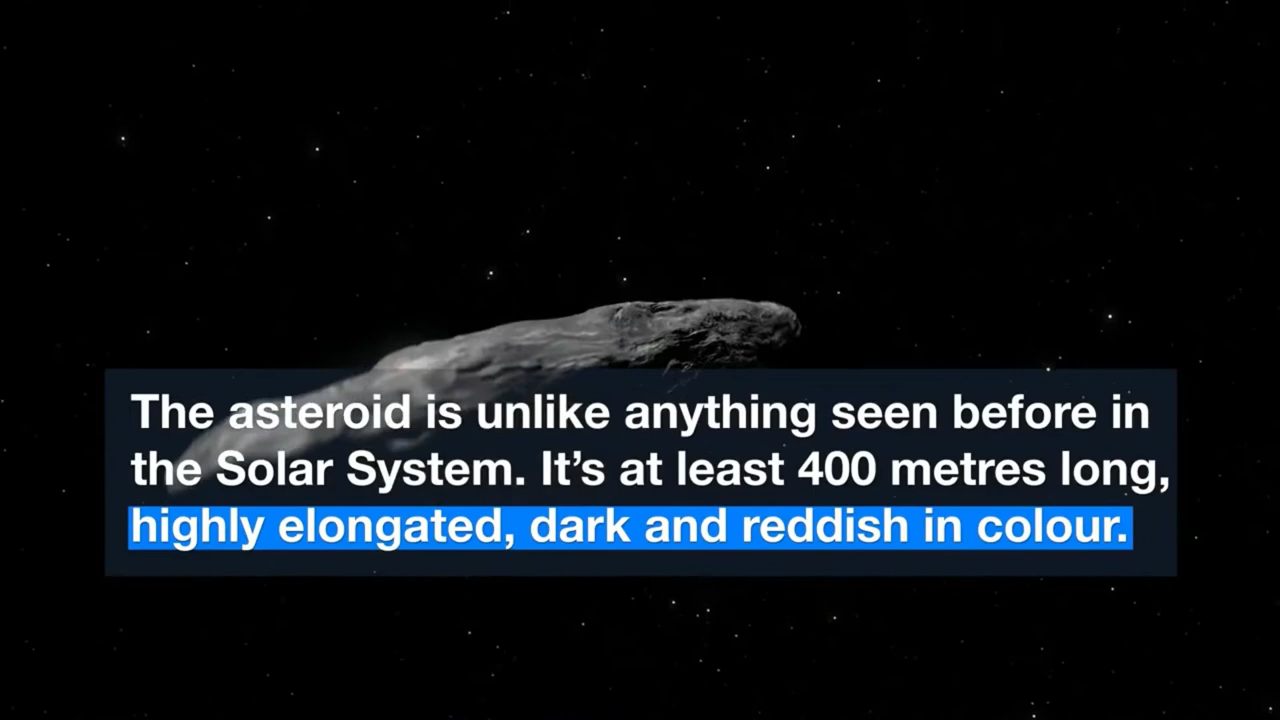 The asteroid is unlike anything seen before in
the Solar System. It’s at least 400 metres long,
highly elongated, dark and reddish in colour.